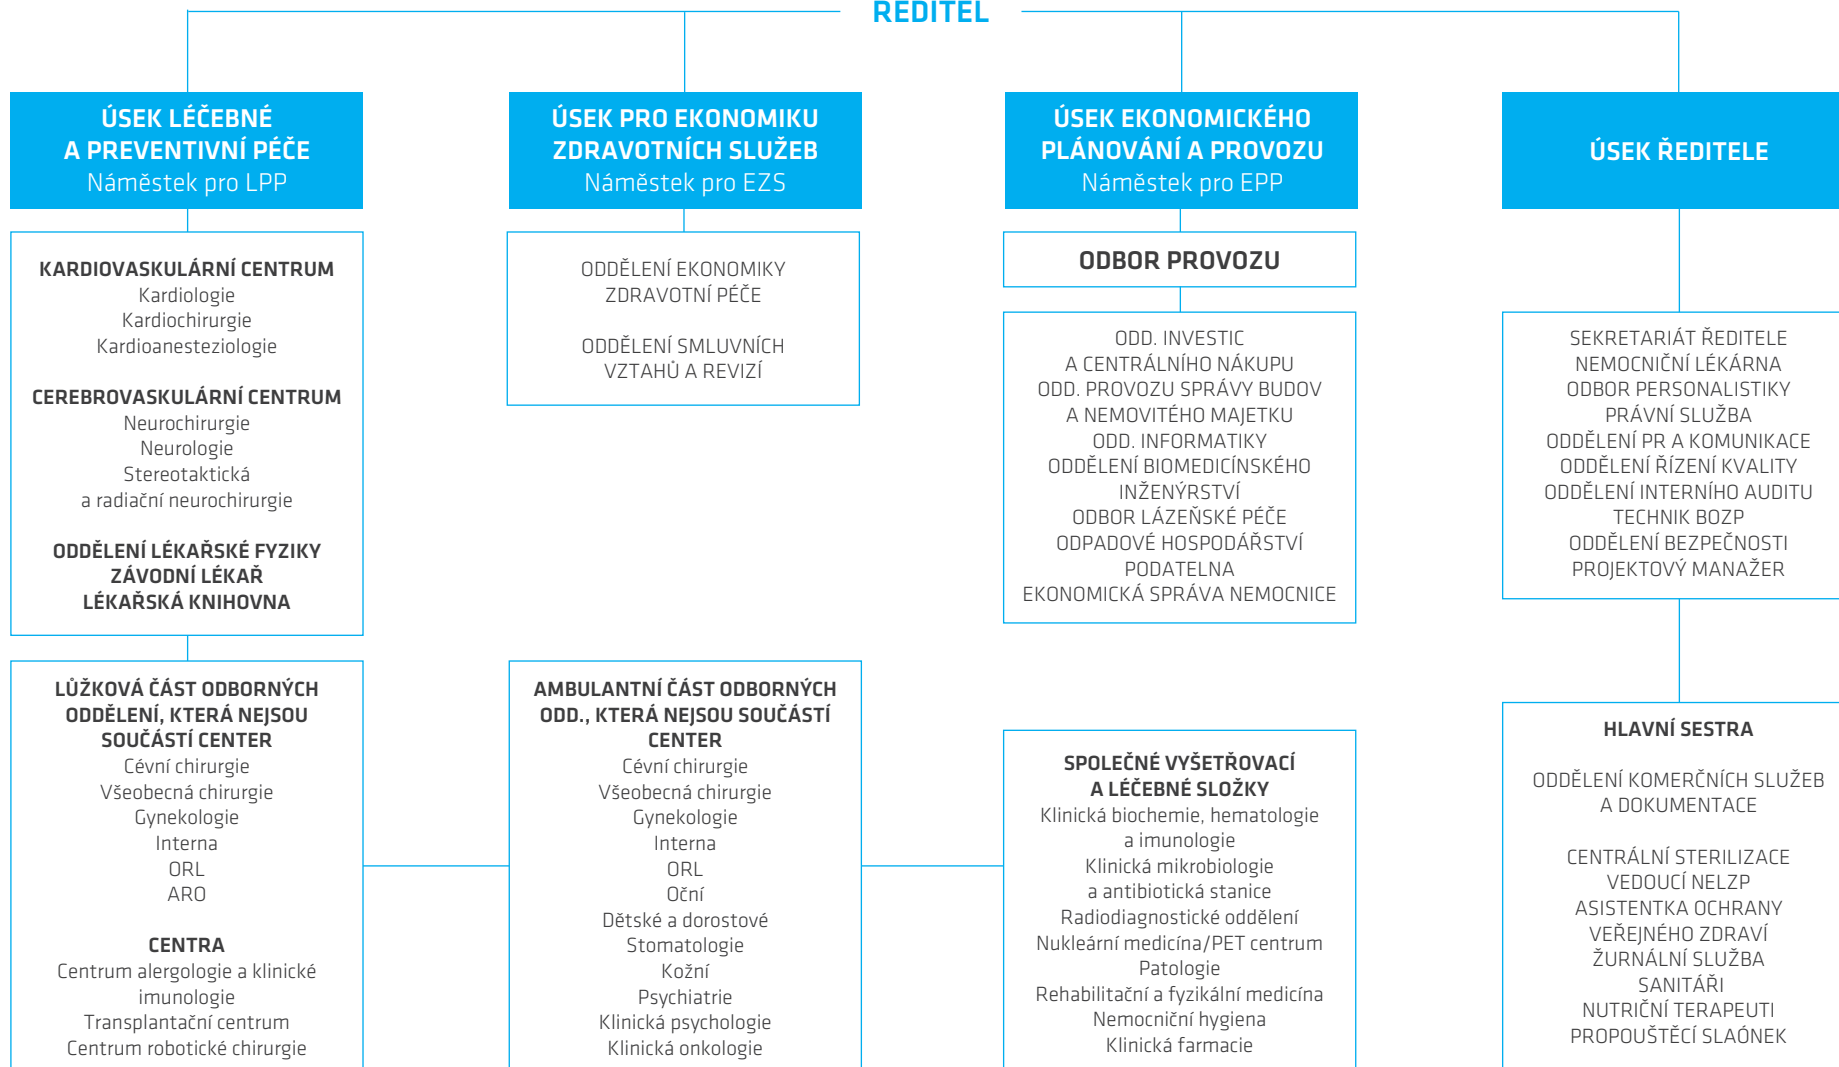 ŘEDITEL
ÚSEK LÉČEBNÉ
A PREVENTIVNÍ PÉČE
Náměstek pro LPP
ÚSEK PRO EKONOMIKU
ZDRAVOTNÍCH SLUŽEB
Náměstek pro EZS
ÚSEK EKONOMICKÉHO
PLÁNOVÁNÍ A PROVOZU
Náměstek pro EPP
ÚSEK ŘEDITELE
KARDIOVASKULÁRNÍ CENTRUM
Kardiologie
Kardiochirurgie
Kardioanesteziologie
CEREBROVASKULÁRNÍ CENTRUM
Neurochirurgie
Neurologie
Stereotaktická
a radiační neurochirurgie
ODDĚLENÍ LÉKAŘSKÉ FYZIKY
ZÁVODNÍ LÉKAŘ
LÉKAŘSKÁ KNIHOVNA
ODDĚLENÍ EKONOMIKY
ZDRAVOTNÍ PÉČE
ODDĚLENÍ SMLUVNÍCH
VZTAHŮ A REVIZÍ
ODBOR PROVOZU
ODD. INVESTIC
A CENTRÁLNÍHO NÁKUPU
ODD. PROVOZU SPRÁVY BUDOV
A NEMOVITÉHO MAJETKU
ODD. INFORMATIKY
ODDĚLENÍ BIOMEDICÍNSKÉHO
INŽENÝRSTVÍ
ODBOR LÁZEŇSKÉ PÉČE
ODPADOVÉ HOSPODÁŘSTVÍ
PODATELNA
EKONOMICKÁ SPRÁVA NEMOCNICE
SEKRETARIÁT ŘEDITELE
NEMOCNIČNÍ LÉKÁRNA
ODBOR PERSONALISTIKY
PRÁVNÍ SLUŽBA
ODDĚLENÍ PR A KOMUNIKACE
ODDĚLENÍ ŘÍZENÍ KVALITY
ODDĚLENÍ INTERNÍHO AUDITU
TECHNIK BOZP
ODDĚLENÍ BEZPEČNOSTI
PROJEKTOVÝ MANAŽER
LŮŽKOVÁ ČÁST ODBORNÝCH
ODDĚLENÍ, KTERÁ NEJSOU
SOUČÁSTÍ CENTER
Cévní chirurgie
Všeobecná chirurgie
Gynekologie
Interna
ORL
ARO
CENTRA
Centrum alergologie a klinické
imunologie
Transplantační centrum
Centrum robotické chirurgie
AMBULANTNÍ ČÁST ODBORNÝCH
ODD., KTERÁ NEJSOU SOUČÁSTÍ
CENTER
Cévní chirurgie
Všeobecná chirurgie
Gynekologie
Interna
ORL
Oční
Dětské a dorostové
Stomatologie
Kožní
Psychiatrie
Klinická psychologie
Klinická onkologie
SPOLEČNÉ VYŠETŘOVACÍ
A LÉČEBNÉ SLOŽKY
Klinická biochemie, hematologie
a imunologie
Klinická mikrobiologie
a antibiotická stanice
Radiodiagnostické oddělení
Nukleární medicína/PET centrum
Patologie
Rehabilitační a fyzikální medicína
Nemocniční hygiena
Klinická farmacie
HLAVNÍ SESTRA
ODDĚLENÍ KOMERČNÍCH SLUŽEB
A DOKUMENTACE
CENTRÁLNÍ STERILIZACE
VEDOUCÍ NELZP
ASISTENTKA OCHRANY
VEŘEJNÉHO ZDRAVÍ
ŽURNÁLNÍ SLUŽBA
SANITÁŘI
NUTRIČNÍ TERAPEUTI
PROPOUŠTĚCÍ SLAÓNEK